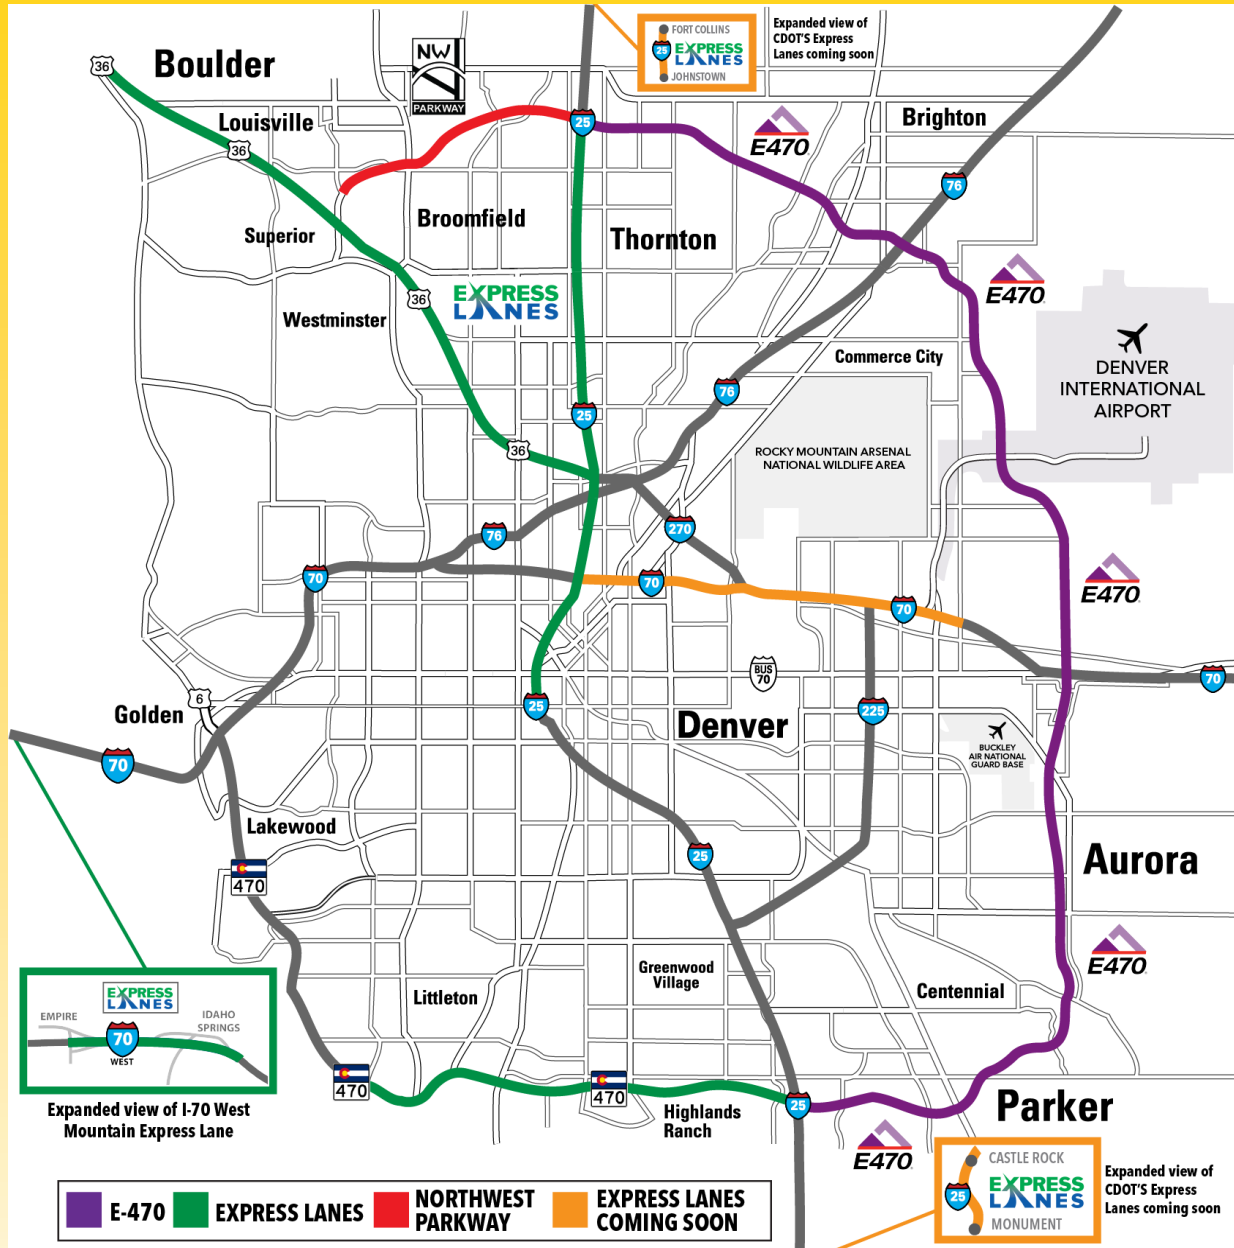 FORT COLLINS
25
EXPRESS
LANES
JOHNSTOWN
Expanded view of
CDOT'S Express
Lanes coming soon
36
Boulder
NW
PARKWAY
Louisville
36
25
E470
Brighton
76
Superior
Broomfield
Thornton
E470
36
EXPRESS
LANES
Westminster
Commerce City
DENVER
INTERNATIONAL
AIRPORT
76
25
36
ROCKY MOUNTAIN ARSENAL
NATIONAL WILDLIFE AREA
76
270
70
70
70
E470
BUS
70
70
6
Golden
25
Denver
225
BUCKLEY
AIR NATIONAL
GUARD BASE
70
Lakewood
25
Aurora
470
E470
Greenwood
Village
Littleton
Centennial
EXPRESS
LANES
EMPIRE
IDAHO
SPRINGS
70
WEST
Expanded view of I-70 West
Mountain Express Lane
470
470
Highlands
Ranch
25
Parker
E470
CASTLE ROCK
25
EXPRESS
LANES
MONUMENT
Expanded view of
CDOT'S Express
Lanes coming soon
E-470
EXPRESS LANES
NORTHWEST
PARKWAY
EXPRESS LANES
COMING SOON